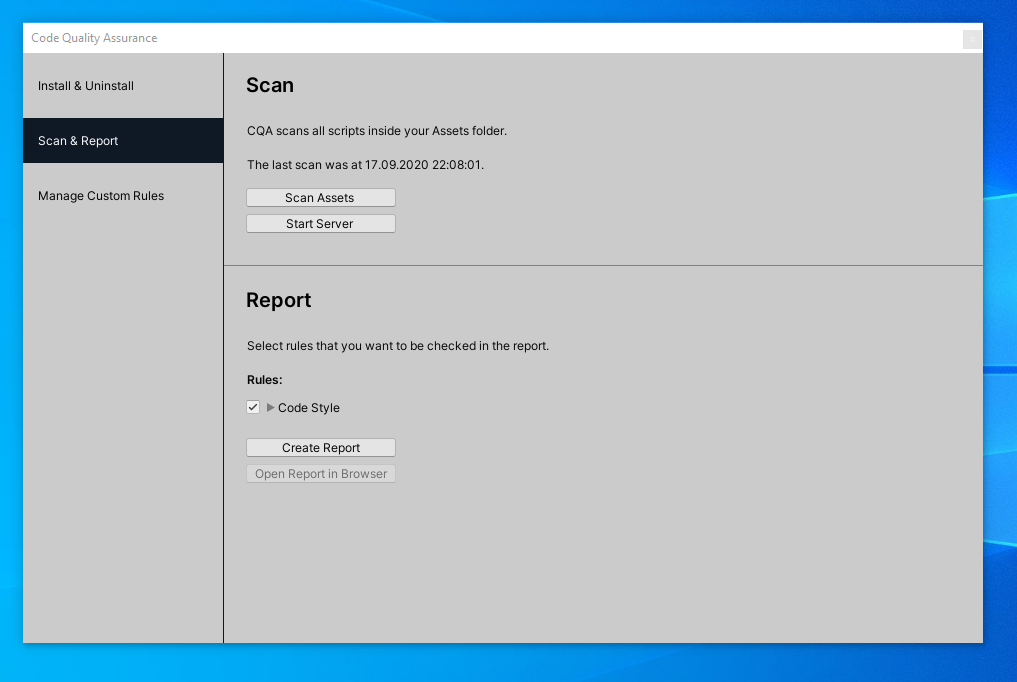 Code Quality Assurance
Install & Uninstall
Scan & Report
Manage Custom Rules
Scan
CQA scans all scripts inside your Assets folder.
The last scan was at 17.09.2020 22:08:01.
Scan Assets
Start Server
Report
Select rules that you want to be checked in the report.
Rules:
Code Style
Create Report
Open Report in Browser